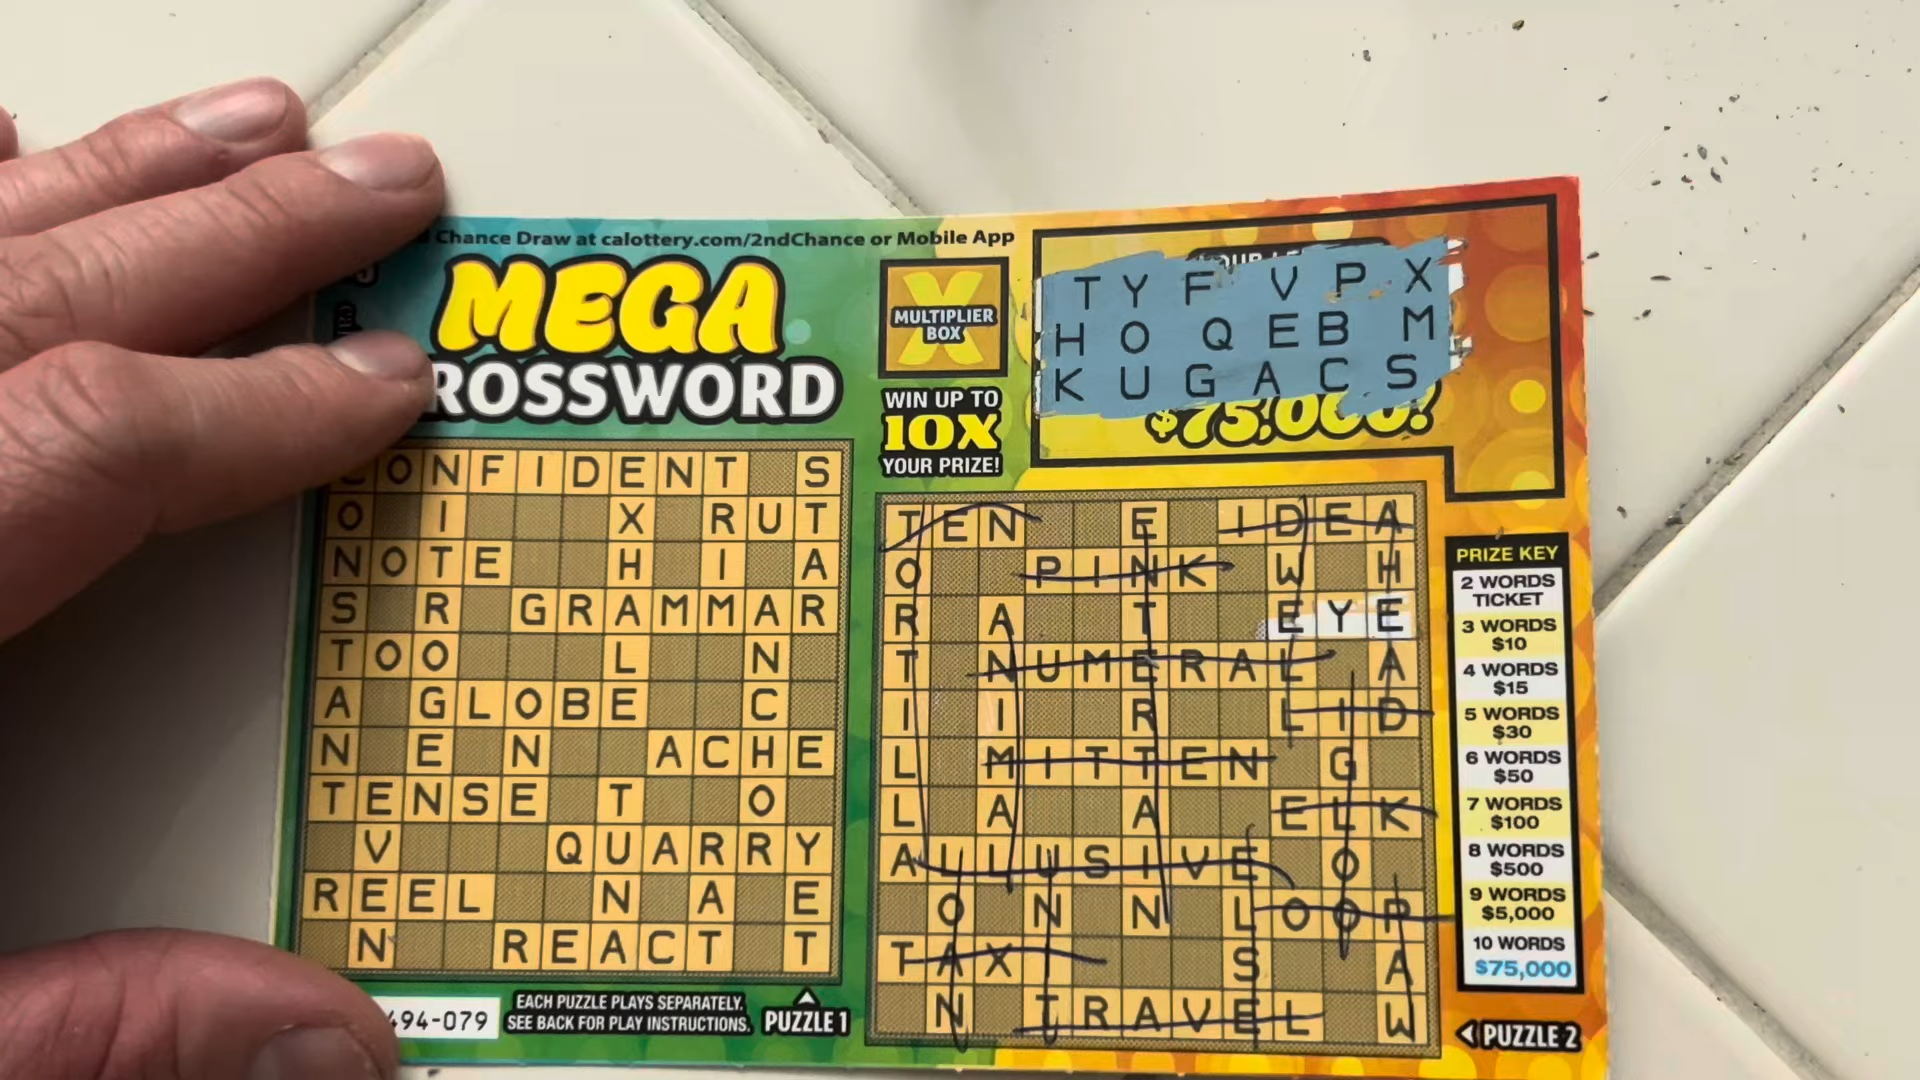 Chance Draw at calottery.com/2ndChance or Mobile App
MEGA
ROSSWORD
X
MULTIPLIER
BOX
WIN UP TO
10X
YOUR PRIZE!
T Y F V P X
H O Q E B M
K U G A C S
$75,000!
CONFIDENT S
O I X RUT
NOTE H I A
S R GRAMMAR
TOO L N
A GLOBE C
N E N ACHE
TENSE T O
V QUARRY
REEL N A E
N REACT T
494-079
EACH PUZZLE PLAYS SEPARATELY.
SEE BACK FOR PLAY INSTRUCTIONS.
PUZZLE 1
TEN E IDEA
O PINK W H
R A T EYE
T NUMERAL A
I I R LID
L MITTEN G
L A A ELK
ALLUSIVE O
O N N LOOP
TAX I S A
N TRAVEL W
PRIZE KEY
2 WORDS
TICKET
3 WORDS
$10
4 WORDS
$15
5 WORDS
$30
6 WORDS
$50
7 WORDS
$100
8 WORDS
$500
9 WORDS
$5,000
10 WORDS
$75,000
PUZZLE 2